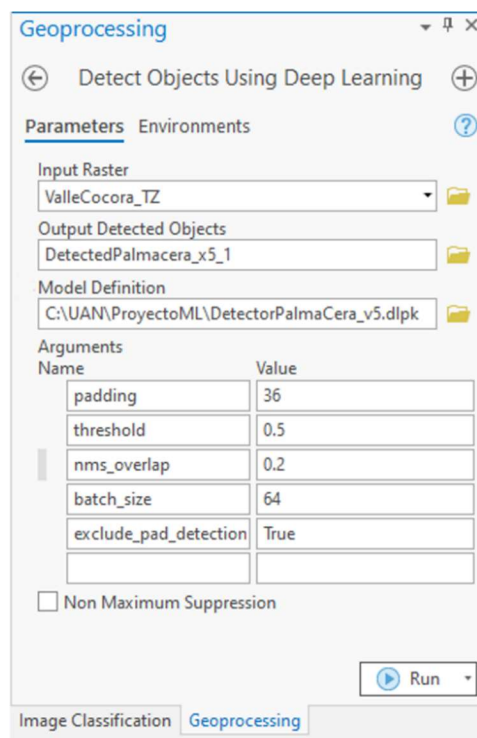 Geoprocessing
Detect Objects Using Deep Learning
Parameters Environments
Input Raster
ValleCocora_TZ
Output Detected Objects
DetectedPalmacera_x5_1
Model Definition
C:\UAN\ProyectoML\DetectorPalmaCera_v5.dlpk
Arguments
Name Value
padding 36
threshold 0.5
nms_overlap 0.2
batch_size 64
exclude_pad_detection True
Non Maximum Suppression
Run
Image Classification Geoprocessing